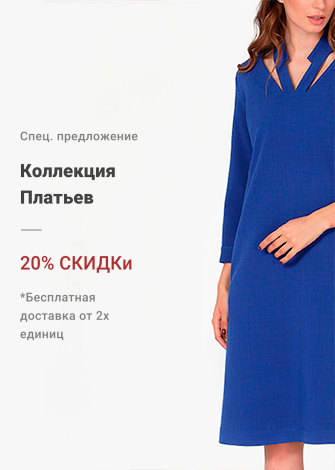 Спец. предложение
Коллекция
Платьев
20% СКИДКи
*Бесплатная
доставка от 2х
единиц